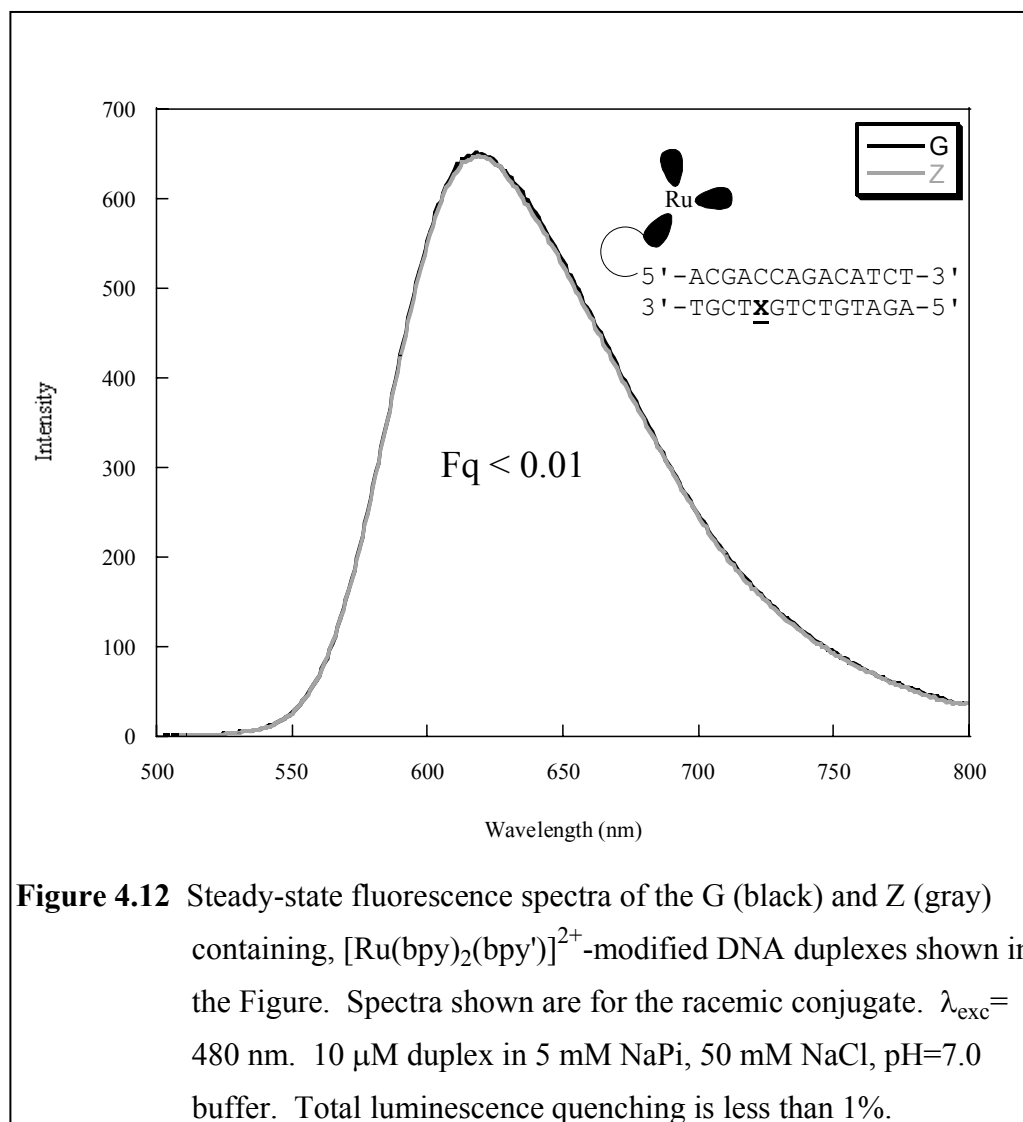 700
600
500
400
300
200
100
0
500 550 600 650 700 750 800
Intensity
Wavelength (nm)
G
Z
Ru
5'-ACGACCAGACATCT-3'
3'-TGCTXGTCTGTAGA-5'
Fq < 0.01
Figure 4.12 Steady-state fluorescence spectra of the G (black) and Z (gray)
containing, [Ru(bpy)2(bpy')]2+-modified DNA duplexes shown in
the Figure. Spectra shown are for the racemic conjugate. λexc=
480 nm. 10 μM duplex in 5 mM NaPi, 50 mM NaCl, pH=7.0
buffer. Total luminescence quenching is less than 1%.